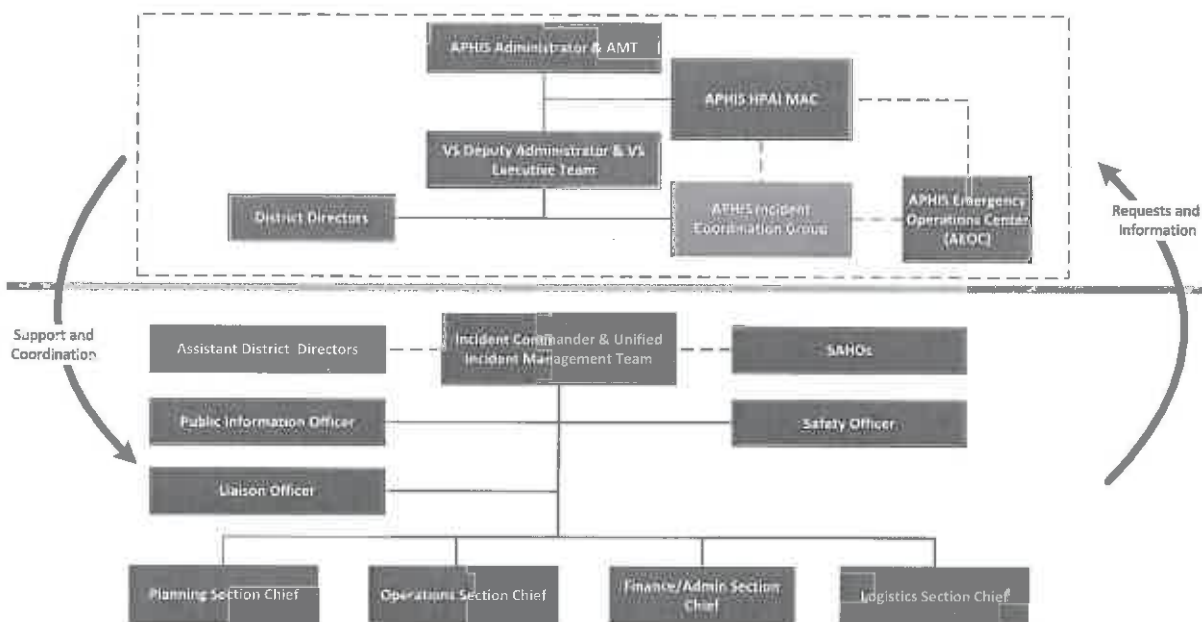 APHIS Administrator & AMT
APHIS HPAI MAC
VS Deputy Administrator & VS
Executive Team
District Directors
APHIS Incident
Coordination Group
APHIS Emergency
Operations Center
(AEOC)
Requests and
Information
Support and
Coordination
Assistant District Directors
Incident Commander & Unified
Incident Management Team
SAHOs
Public Information Officer
Safety Officer
Liaison Officer
Planning Section Chief
Operations Section Chief
Finance/Admin Section
Chief
Logistics Section Chief